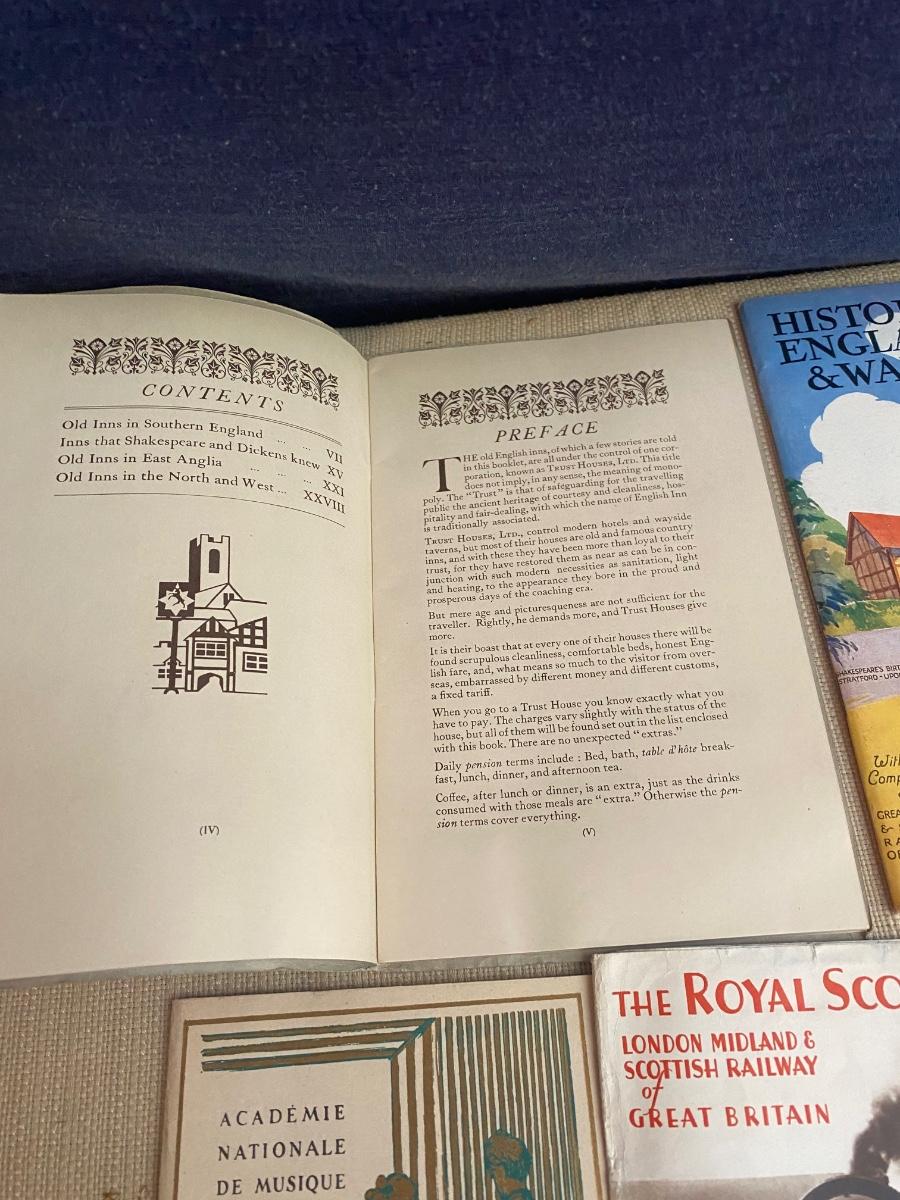 CONTENTS
Old Inns in Southern England ... ... VII
Inns that Shakespeare and Dickens knew XV
Old Inns in East Anglia ... ... XXI
Old Inns in the North and West ... XXVIII
(IV)
PREFACE
THE old English inns, of which a few stories are told
in this booklet, are all under the control of one cor-
poration, known as TRUST HOUSES, LTD. This title
does not imply, in any sense, the meaning of mono-
poly. The "Trust" is that of safeguarding for the travelling
public the ancient heritage of courtesy and cleanliness, hos-
pitality and fair-dealing, with which the name of English Inn
is traditionally associated.
TRUST HOUSES, LTD., control modern hotels and wayside
taverns, but most of their houses are old and famous country
inns, and with these they have been more than loyal to their
trust, for they have restored them as near as can be in con-
junction with such modern necessities as sanitation, light
and heating, to the appearance they bore in the proud and
prosperous days of the coaching era.
But mere age and picturesqueness are not sufficient for the
traveller. Rightly, he demands more, and Trust Houses give
more.
It is their boast that at every one of their houses there will be
found scrupulous cleanliness, comfortable beds, honest Eng-
lish fare, and, what means so much to the visitor from over-
seas, embarrassed by different money and different customs,
a fixed tariff.
When you go to a Trust House you know exactly what you
have to pay. The charges vary slightly with the status of the
house, but all of them will be found set out in the list enclosed
with this book. There are no unexpected "extras."
Daily pension terms include : Bed, bath, table d'hôte break-
fast, lunch, dinner, and afternoon tea.
Coffee, after lunch or dinner, is an extra, just as the drinks
consumed with those meals are "extra." Otherwise the pen-
sion terms cover everything.
(V)
HISTO
ENGLA
& WA
SHAKESPEARE'S BIRT
STRATFORD-UPO
With
Comp
GREA
& S
RA
OF
ACADÉMIE
NATIONALE
DE MUSIQUE
THE ROYAL SCO
LONDON MIDLAND &
SCOTTISH RAILWAY
of
GREAT BRITAIN